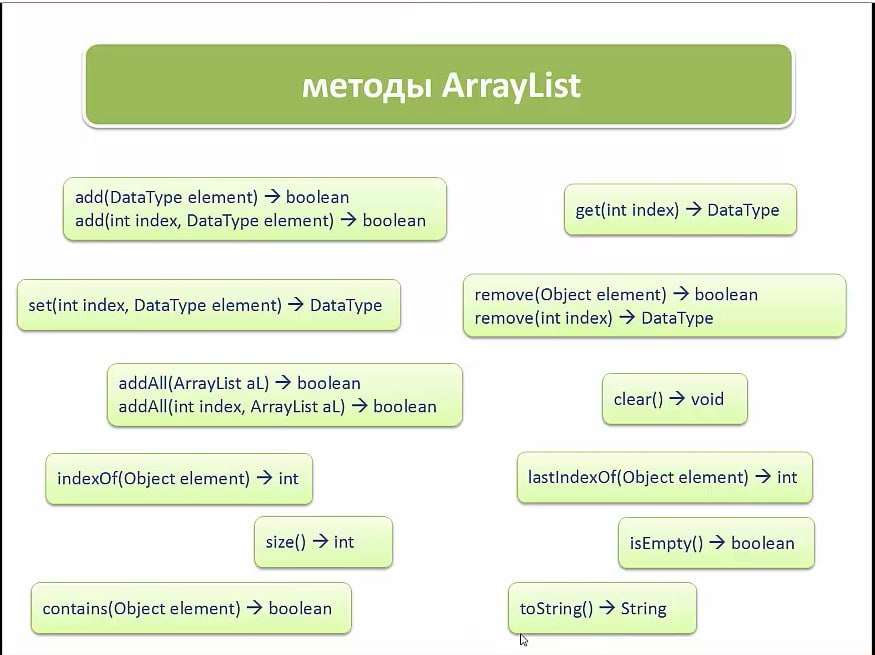 методы ArrayList
add(DataType element) → boolean
add(int index, DataType element) → boolean
get(int index) → DataType
set(int index, DataType element) → DataType
remove(Object element) → boolean
remove(int index) → DataType
addAll(ArrayList aL) → boolean
addAll(int index, ArrayList aL) → boolean
clear() → void
indexOf(Object element) → int
lastIndexOf(Object element) → int
size() → int
isEmpty() → boolean
contains(Object element) → boolean
toString() → String